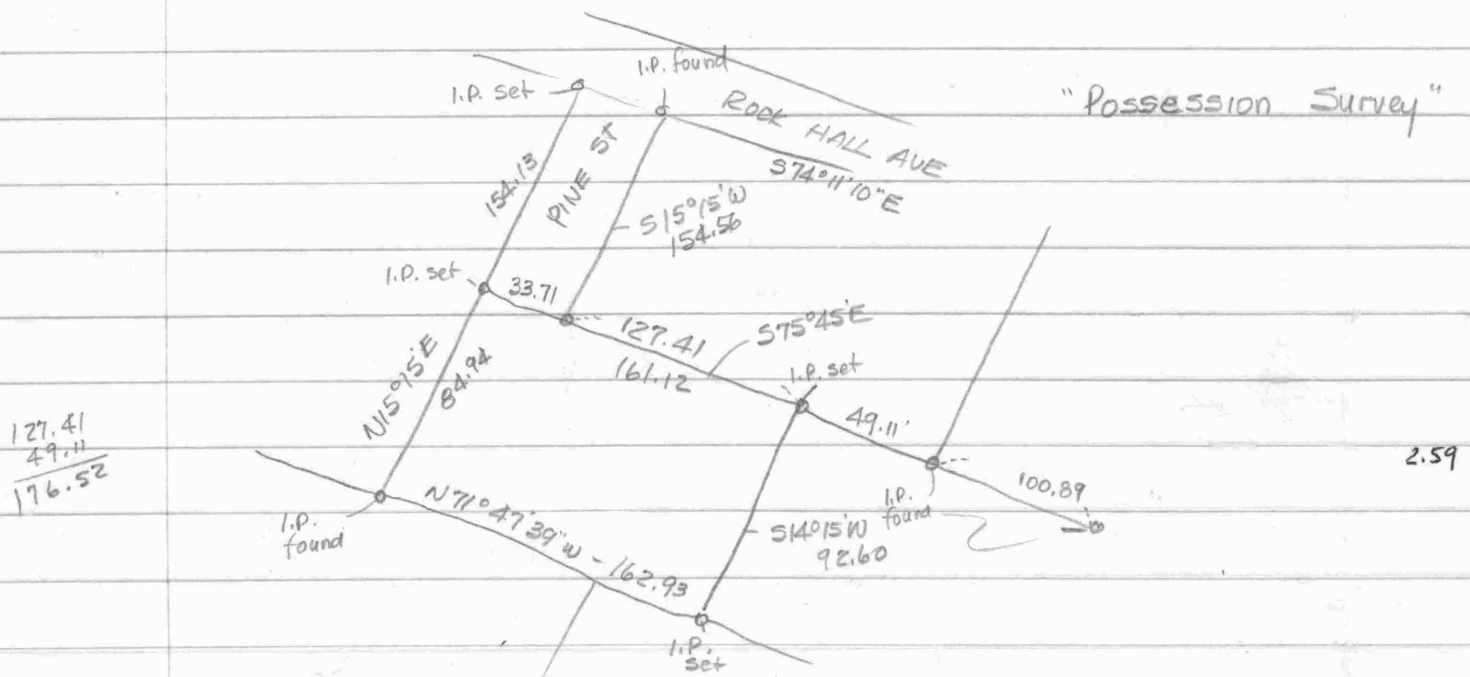 "Possession Survey"
I.P. found
I.P. set
ROCK HALL AVE
S74°11'10"E
154.13
PINE ST
S15°15'W
154.56
I.P. set
33.71
127.41
S75°45'E
161.12
I.P. set
N15°15'E
84.94
49.11'
127.41
49.11
176.52
2.59
100.89
I.P.
found
I.P.
found
N71°47'39"W - 162.93
S14°15'W
92.60
I.P.
set